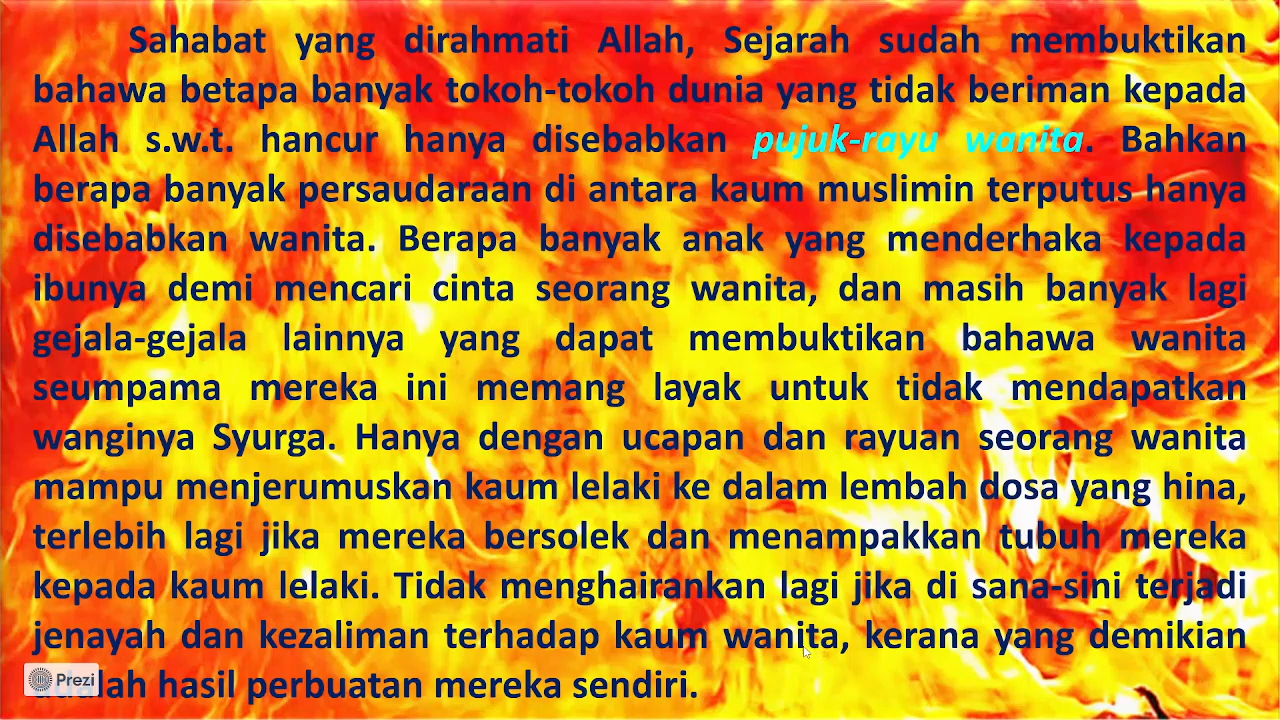 Sahabat yang dirahmati Allah, Sejarah sudah membuktikan
bahawa betapa banyak tokoh-tokoh dunia yang tidak beriman kepada
Allah s.w.t. hancur hanya disebabkan pujuk-rayu wanita. Bahkan
berapa banyak persaudaraan di antara kaum muslimin terputus hanya
disebabkan wanita. Berapa banyak anak yang menderhaka kepada
ibunya demi mencari cinta seorang wanita, dan masih banyak lagi
gejala-gejala lainnya yang dapat membuktikan bahawa wanita
seumpama mereka ini memang layak untuk tidak mendapatkan
wanginya Syurga. Hanya dengan ucapan dan rayuan seorang wanita
mampu menjerumuskan kaum lelaki ke dalam lembah dosa yang hina,
terlebih lagi jika mereka bersolek dan menampakkan tubuh mereka
kepada kaum lelaki. Tidak menghairankan lagi jika di sana-sini terjadi
jenayah dan kezaliman terhadap kaum wanita, kerana yang demikian
adalah hasil perbuatan mereka sendiri.
Prezi